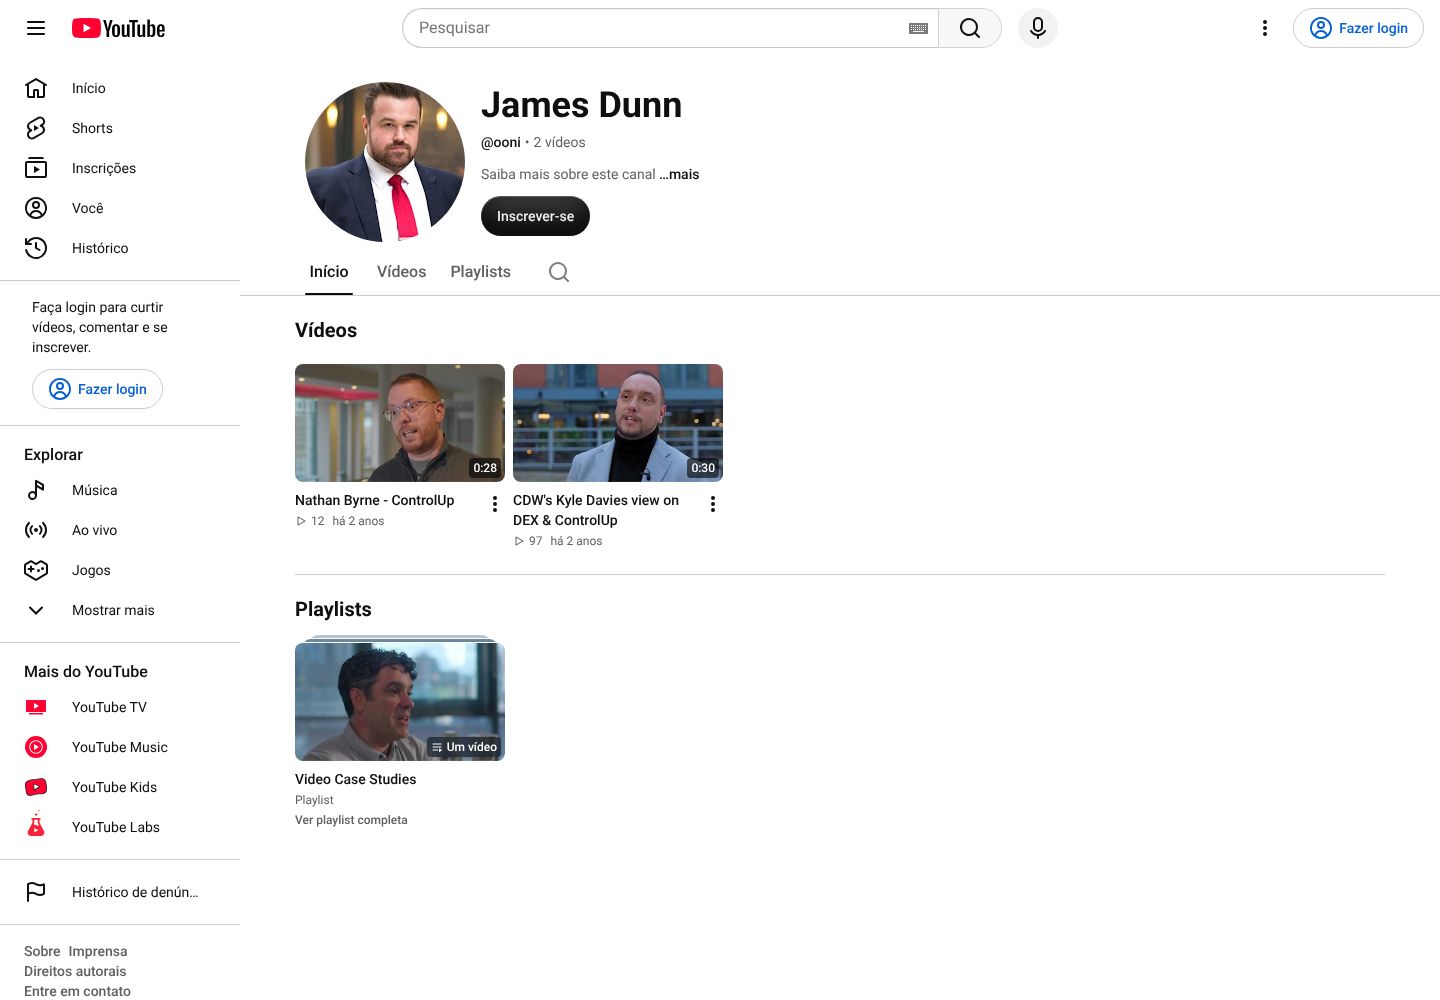 YouTube
Pesquisar
Fazer login
Início
Shorts
Inscrições
Você
Histórico
Faça login para curtir
vídeos, comentar e se
inscrever.
Fazer login
Explorar
Música
Ao vivo
Jogos
Mostrar mais
Mais do YouTube
YouTube TV
YouTube Music
YouTube Kids
YouTube Labs
Histórico de denún…
Sobre Imprensa
Direitos autorais
Entre em contato
James Dunn
@ooni • 2 vídeos
Saiba mais sobre este canal ...mais
Inscrever-se
Início Vídeos Playlists
Vídeos
0:28
Nathan Byrne - ControlUp
12 há 2 anos
0:30
CDW's Kyle Davies view on
DEX & ControlUp
97 há 2 anos
Playlists
Um vídeo
Video Case Studies
Playlist
Ver playlist completa